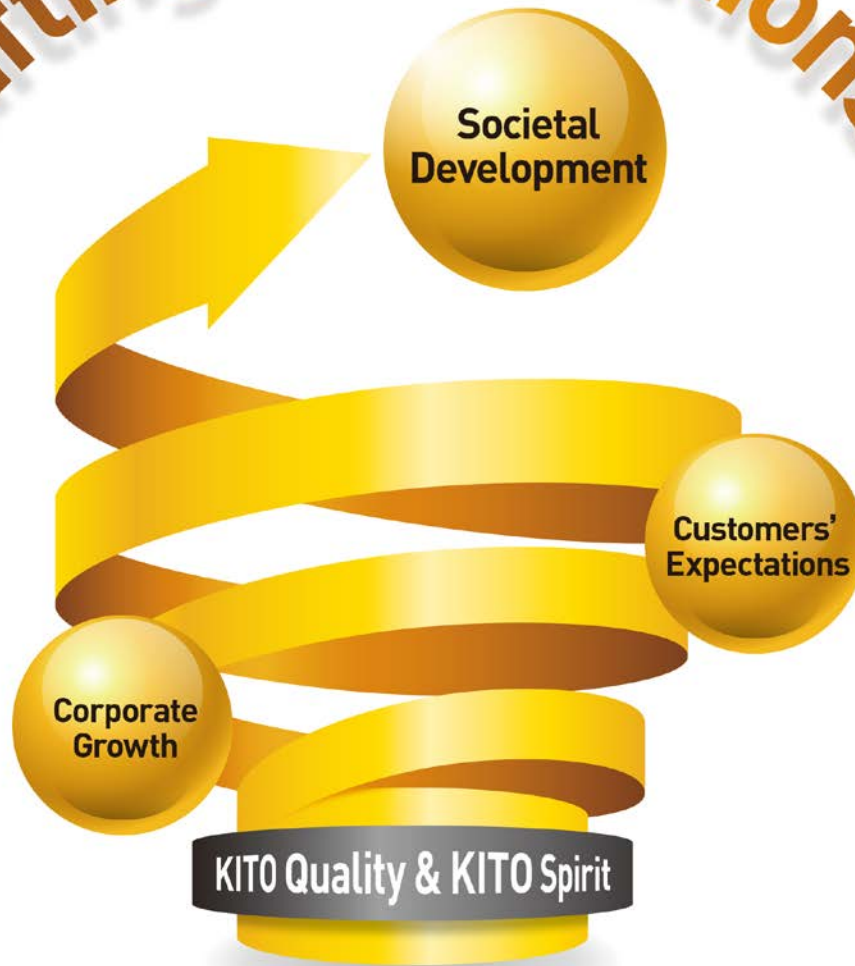 Societal
Development
Customers'
Expectations
Corporate
Growth
KITO Quality & KITO Spirit